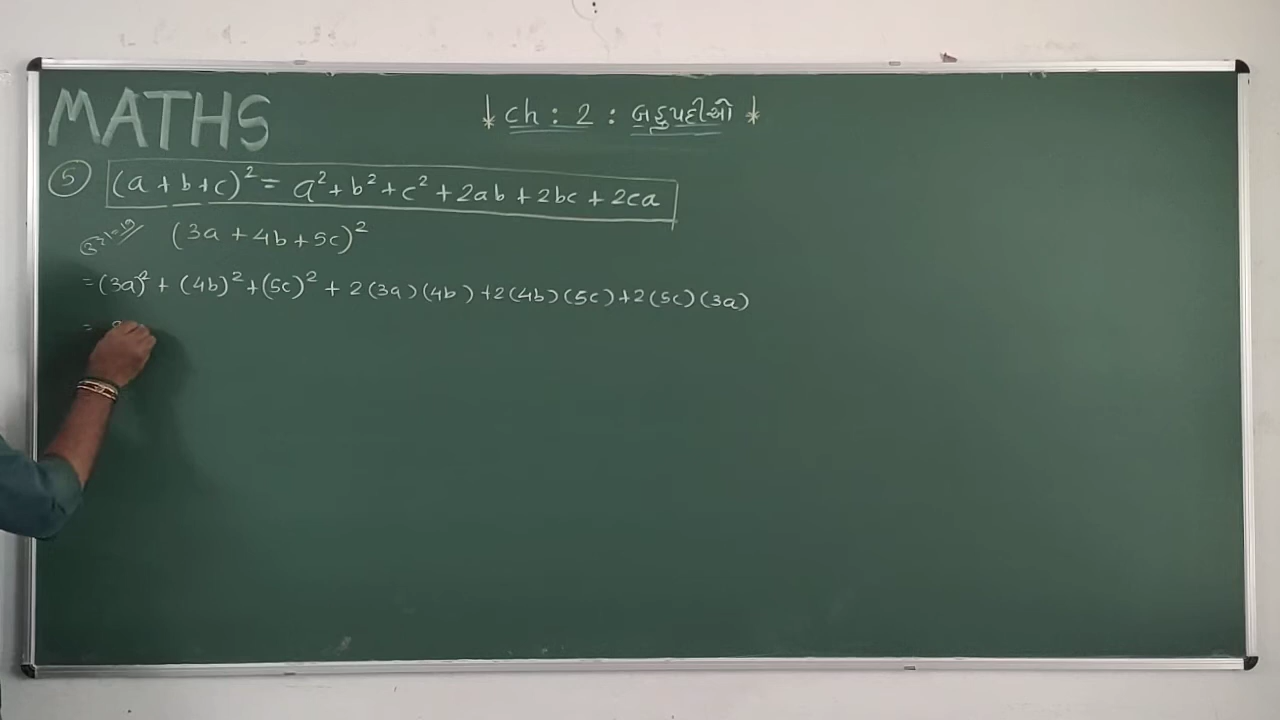 MATHS
ch : 2 : બહુપદીઓ
5 (a + b + c)² = a² + b² + c² + 2ab + 2bc + 2ca
(3a + 4b + 5c)²
= (3a)² + (4b)² + (5c)² + 2(3a)(4b) + 2(4b)(5c) + 2(5c)(3a)
=